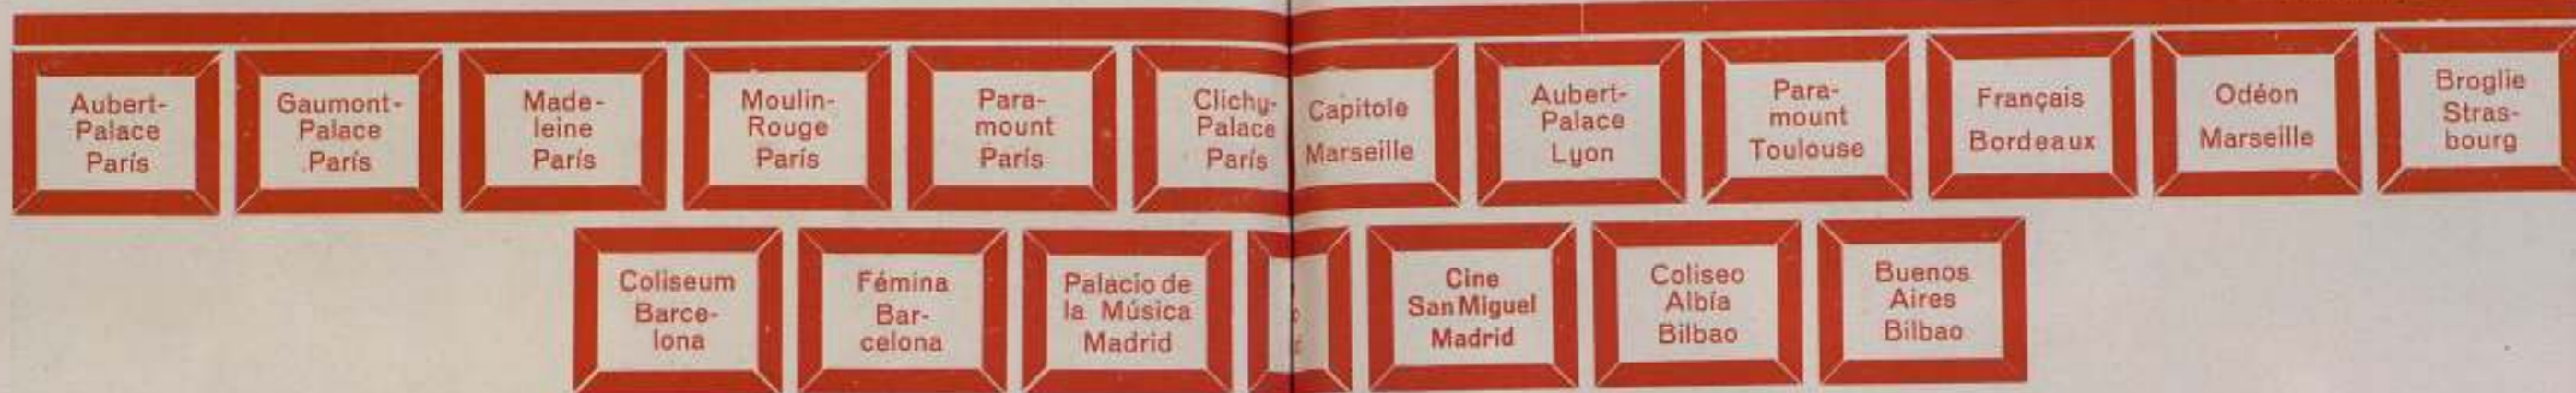 Aubert-
Palace
París
Gaumont-
Palace
París
Made-
leine
París
Moulin-
Rouge
París
Para-
mount
París
Clichy-
Palace
París
Capitole
Marseille
Aubert-
Palace
Lyon
Para-
mount
Toulouse
Français
Bordeaux
Odéon
Marseille
Broglie
Stras-
bourg
Coliseum
Barce-
lona
Fémina
Bar-
celona
Palacio de
la Música
Madrid
Cine
San Miguel
Madrid
Coliseo
Albía
Bilbao
Buenos
Aires
Bilbao